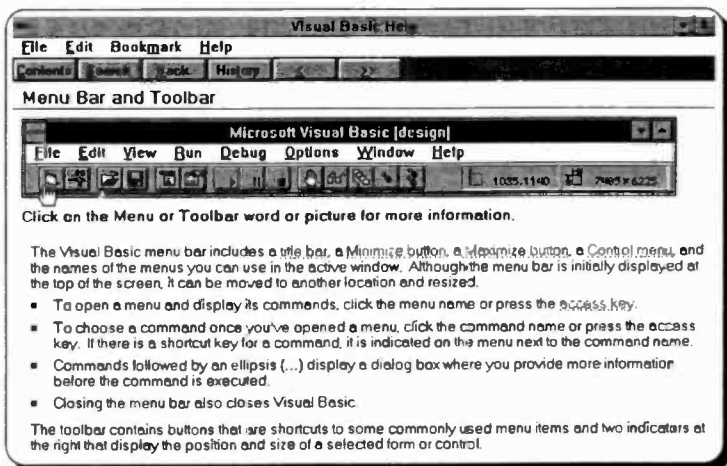 Visual Basic Help
File Edit Bookmark Help
Contents Search Back History << >>
Menu Bar and Toolbar
Microsoft Visual Basic [design]
File Edit View Run Debug Options Window Help
1035,1140 7485 x 6225
Click on the Menu or Toolbar word or picture for more information.
The Visual Basic menu bar includes a title bar, a Minimize button, a Maximize button, a Control menu, and
the names of the menus you can use in the active window. Although the menu bar is initially displayed at
the top of the screen, it can be moved to another location and resized.
▪ To open a menu and display its commands, click the menu name or press the access key.
▪ To choose a command once you've opened a menu, click the command name or press the access
key. If there is a shortcut key for a command, it is indicated on the menu next to the command name.
▪ Commands followed by an ellipsis (...) display a dialog box where you provide more information
before the command is executed.
▪ Closing the menu bar also closes Visual Basic.
The toolbar contains buttons that are shortcuts to some commonly used menu items and two indicators at
the right that display the position and size of a selected form or control.